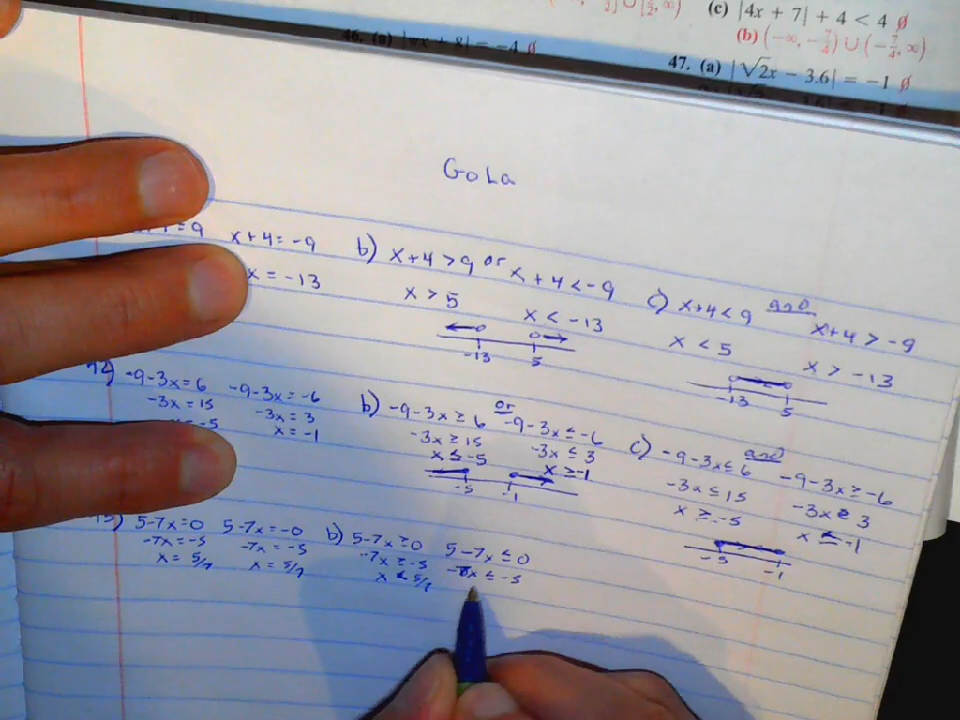 (c) |4x + 7| + 4 < 4 ∅
(b) (-∞, -7/4) ∪ (-7/4, ∞)
46. (a) = -4 ∅
47. (a) |√2x - 3.6| = -1 ∅
GoLa
= 9 x+4 = -9 b) x+4 > 9 or x+4 < -9 c) x+4 < 9 and x+4 > -9
x = -13 x > 5 x < -13 x < 5 x > -13
-13 5 -13 5
-9-3x = 6 -9-3x = -6 b) -9-3x ≥ 6 or -9-3x ≤ -6 c) -9-3x ≤ 6 and -9-3x ≥ -6
-3x = 15 -3x = 3 -3x ≥ 15 -3x ≤ 3 -3x ≤ 15 -3x ≥ 3
-5 x = -1 x ≤ -5 x ≥ -1 x ≥ -5 x ≤ -1
-5 -1 -5 -1
5-7x=0 5-7x=-0 b) 5-7x ≥ 0 5-7x ≤ 0
-7x = -5 -7x = -5 -7x ≥ -5 -7x ≤ -5
x = 5/7 x = 5/7 x ≤ 5/7